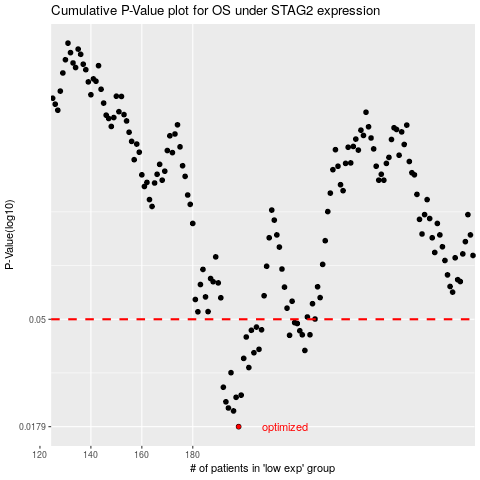 Cumulative P-Value plot for OS under STAG2 expression
P-Value(log10)
0.05
0.0179
optimized
120 140 160 180
# of patients in 'low exp' group